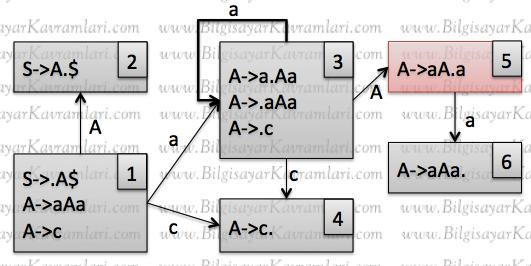 a
S->A.$ 2
A->a.Aa 3
A->.aAa
A->.c
A->aA.a 5
A
A
a
a
S->.A$ 1
A->aAa
A->c
A->aAa. 6
c
c
A->c. 4
www.BilgisayarKavramlari.com